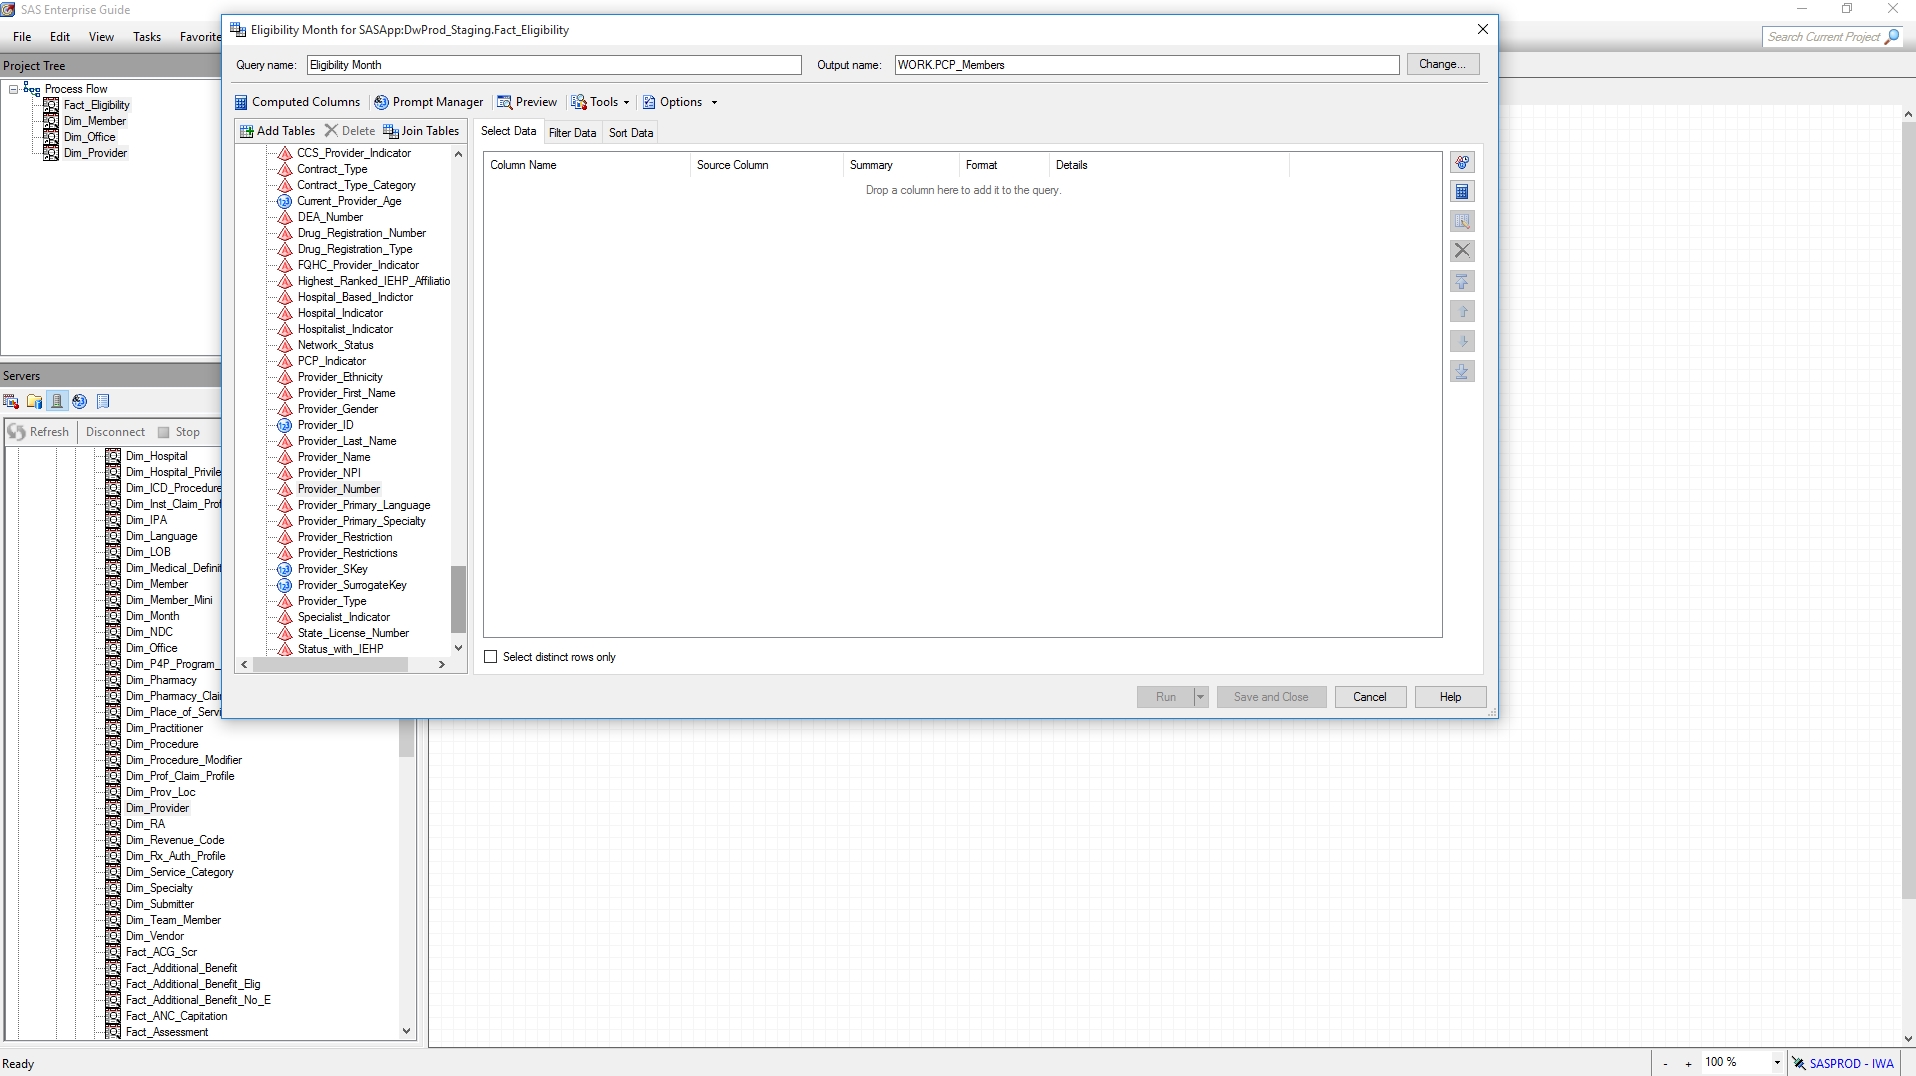 SAS Enterprise Guide
File Edit View Tasks Favorite
Search Current Project
Project Tree
Process Flow
Fact_Eligibility
Dim_Member
Dim_Office
Dim_Provider
Servers
Refresh Disconnect Stop
Dim_Hospital
Dim_Hospital_Privile
Dim_ICD_Procedure
Dim_Inst_Claim_Prof
Dim_IPA
Dim_Language
Dim_LOB
Dim_Medical_Definit
Dim_Member
Dim_Member_Mini
Dim_Month
Dim_NDC
Dim_Office
Dim_P4P_Program_
Dim_Pharmacy
Dim_Pharmacy_Clai
Dim_Place_of_Servi
Dim_Practitioner
Dim_Procedure
Dim_Procedure_Modifier
Dim_Prof_Claim_Profile
Dim_Prov_Loc
Dim_Provider
Dim_RA
Dim_Revenue_Code
Dim_Rx_Auth_Profile
Dim_Service_Category
Dim_Specialty
Dim_Submitter
Dim_Team_Member
Dim_Vendor
Fact_ACG_Scr
Fact_Additional_Benefit
Fact_Additional_Benefit_Elig
Fact_Additional_Benefit_No_E
Fact_ANC_Capitation
Fact_Assessment
Eligibility Month for SASApp:DwProd_Staging.Fact_Eligibility
Query name: Eligibility Month Output name: WORK.PCP_Members Change...
Computed Columns Prompt Manager Preview Tools Options
Add Tables Delete Join Tables
CCS_Provider_Indicator
Contract_Type
Contract_Type_Category
Current_Provider_Age
DEA_Number
Drug_Registration_Number
Drug_Registration_Type
FQHC_Provider_Indicator
Highest_Ranked_IEHP_Affiliatio
Hospital_Based_Indictor
Hospital_Indicator
Hospitalist_Indicator
Network_Status
PCP_Indicator
Provider_Ethnicity
Provider_First_Name
Provider_Gender
Provider_ID
Provider_Last_Name
Provider_Name
Provider_NPI
Provider_Number
Provider_Primary_Language
Provider_Primary_Specialty
Provider_Restriction
Provider_Restrictions
Provider_SKey
Provider_SurrogateKey
Provider_Type
Specialist_Indicator
State_License_Number
Status_with_IEHP
Select Data Filter Data Sort Data
Column Name Source Column Summary Format Details
Drop a column here to add it to the query.
Select distinct rows only
Run Save and Close Cancel Help
Ready
- + 100 % SASPROD - IWA